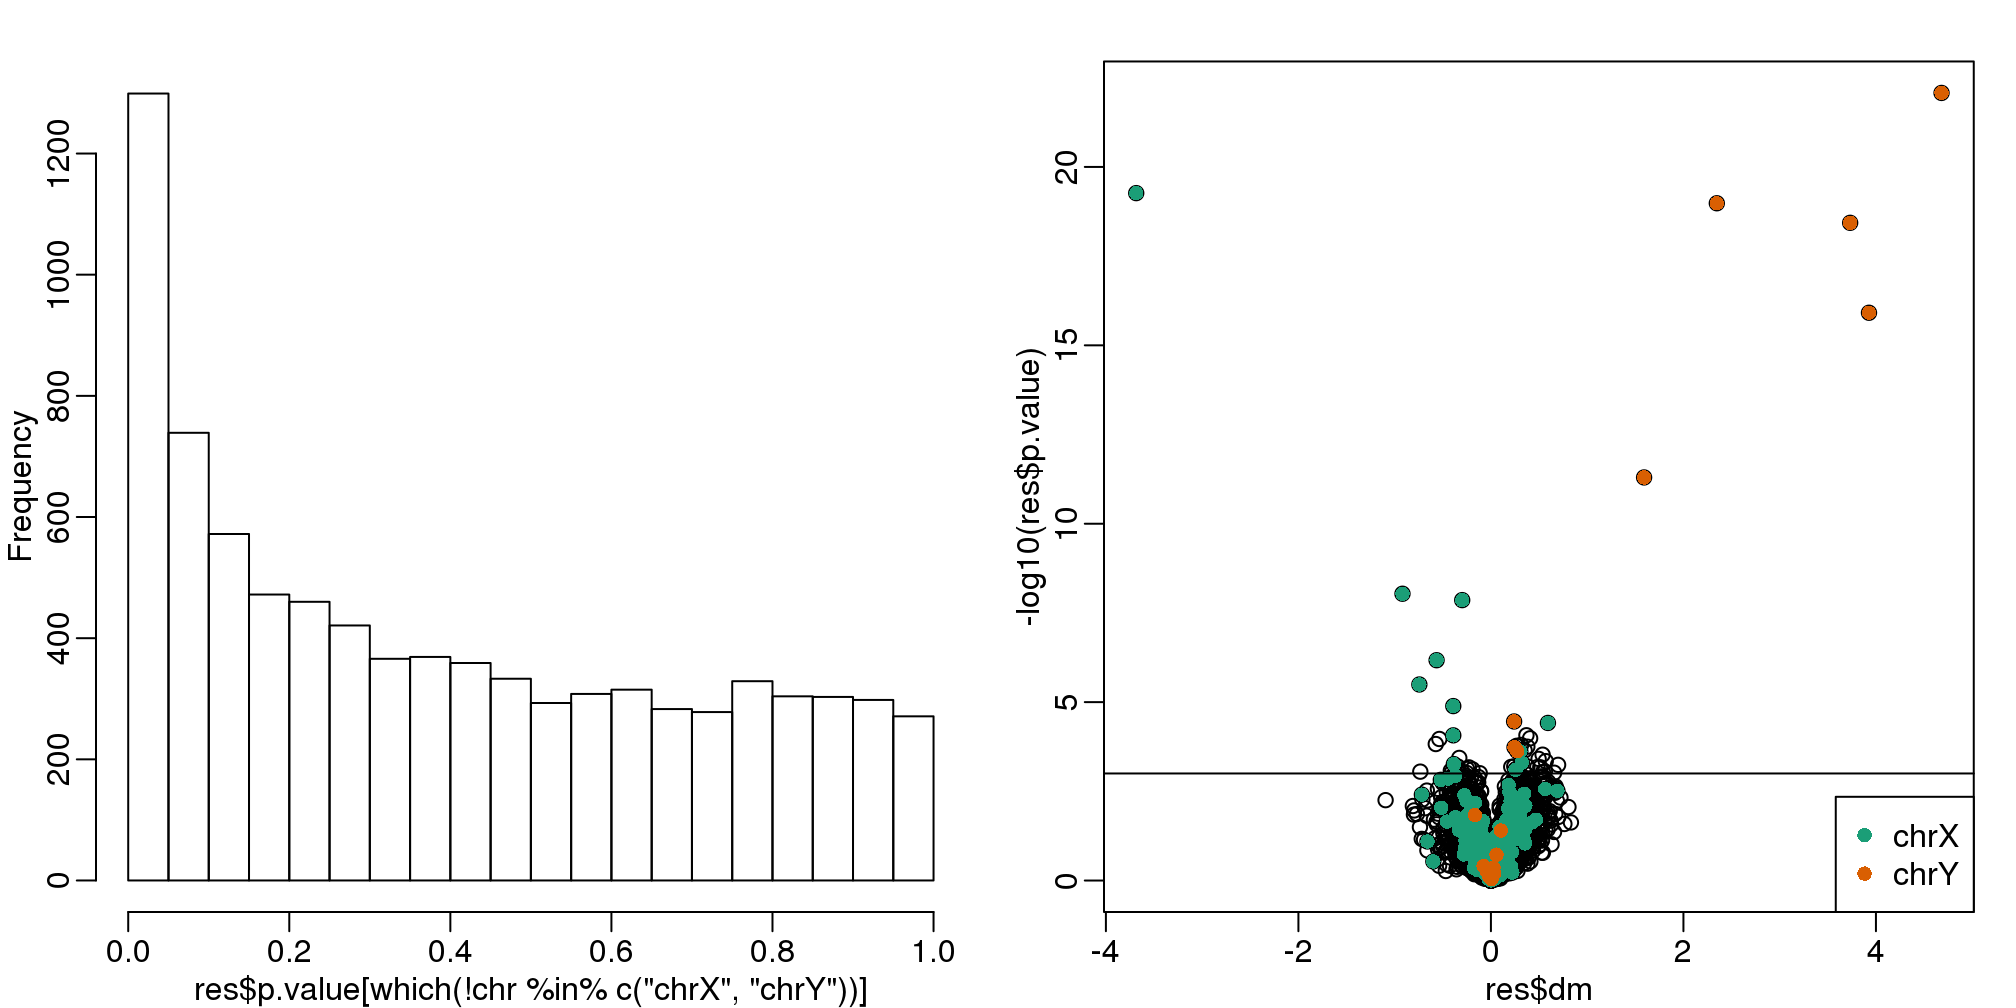 Frequency
0
200
400
600
800
1000
1200
0.0 0.2 0.4 0.6 0.8 1.0
res$p.value[which(!chr %in% c("chrX", "chrY"))]
-log10(res$p.value)
0
5
10
15
20
-4 -2 0 2 4
res$dm
chrX
chrY